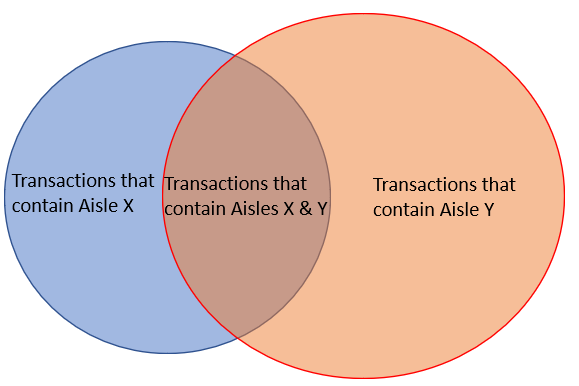 Transactions that
contain Aisle X
Transactions that
contain Aisles X & Y
Transactions that
contain Aisle Y